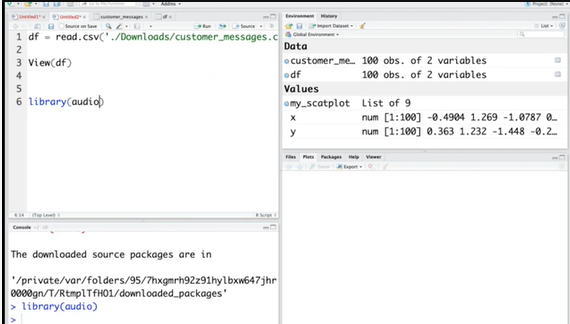 Addins
Project: (None)
Untitled1*
Untitled2*
customer_messages
df
Source on Save
Run
Source
1 df = read.csv('./Downloads/customer_messages.c
2
3 View(df)
4
5
6 library(audio)
6:14
(Top Level)
R Script
Console
The downloaded source packages are in
'/private/var/folders/95/7hxgmrh92z91hylbxw647jhr
0000gn/T/RtmplTfHO1/downloaded_packages'
> library(audio)
>
Environment History
Import Dataset
List
Global Environment
Data
customer_me… 100 obs. of 2 variables
df 100 obs. of 2 variables
Values
my_scatplot List of 9
x num [1:100] -0.4904 1.269 -1.0787 0…
y num [1:100] 0.363 1.232 -1.448 -0.2…
Files Plots Packages Help Viewer
Export